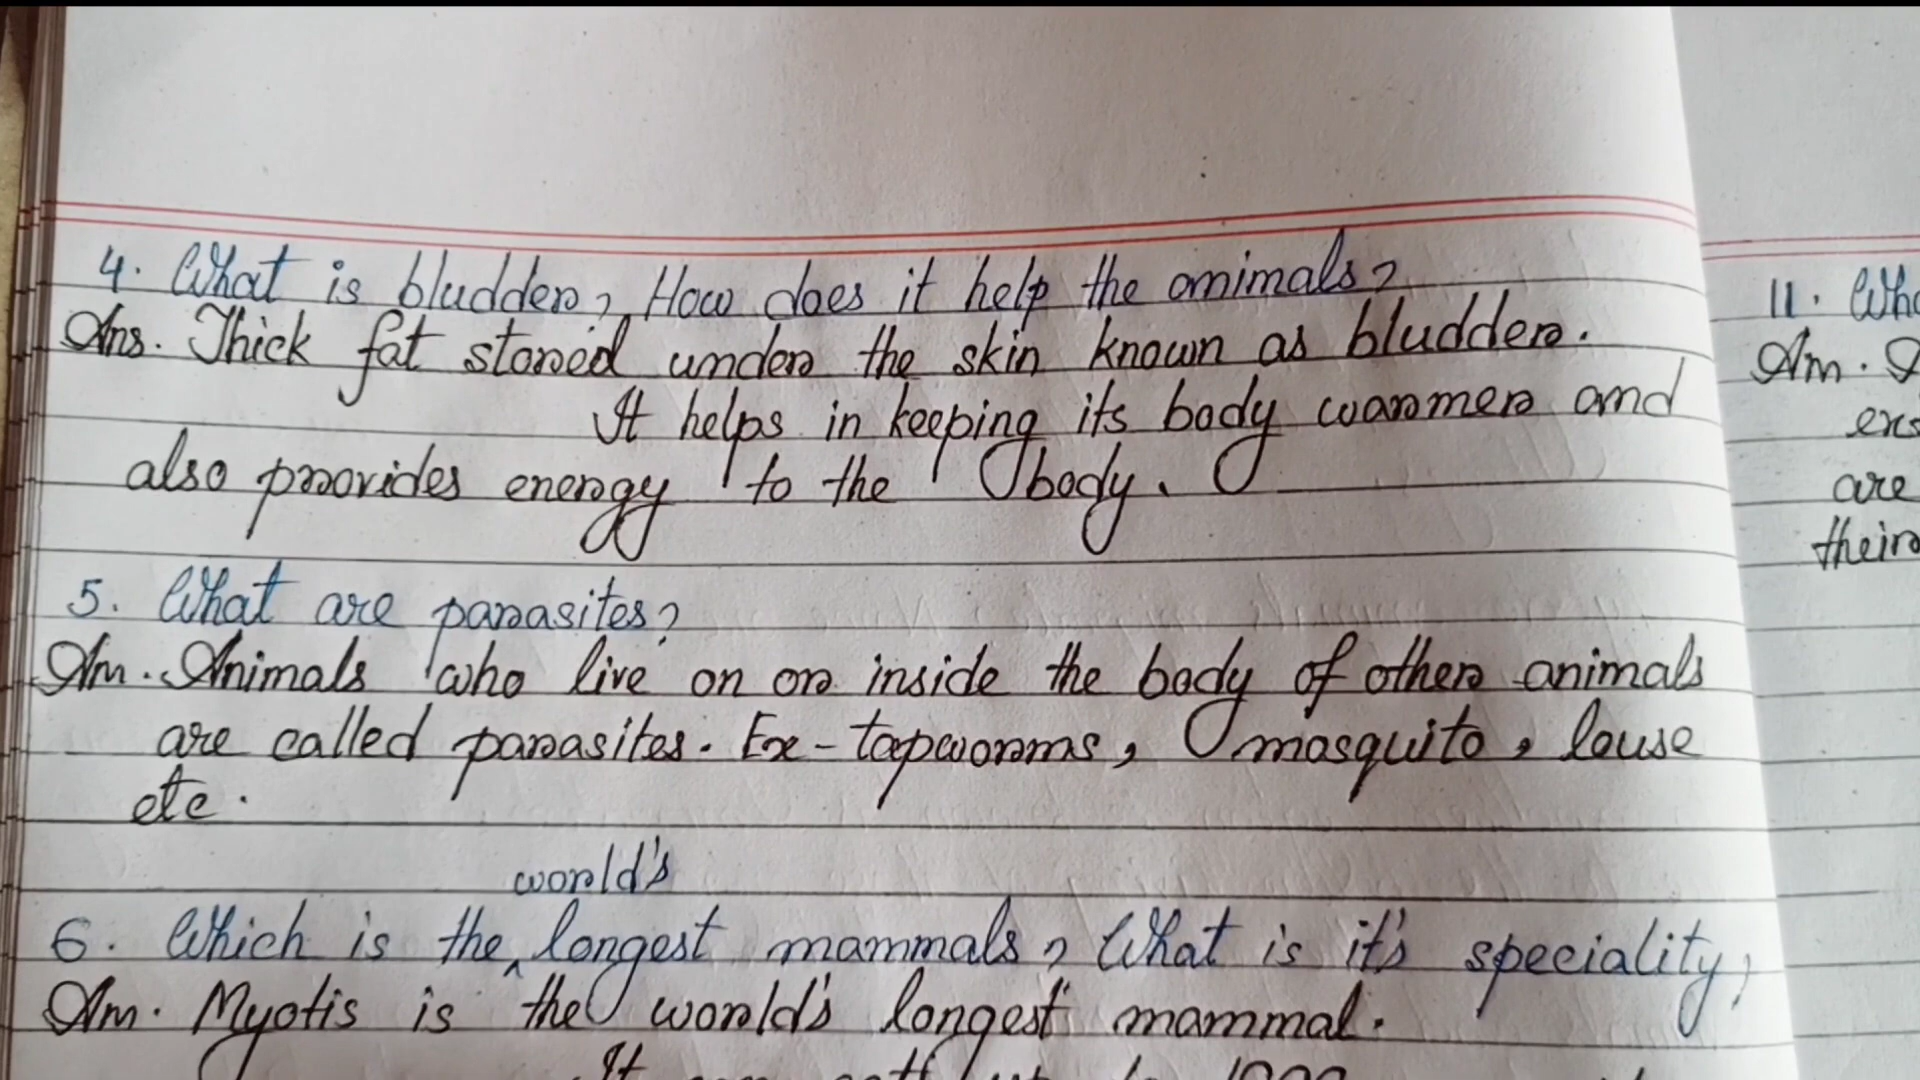 4. What is bludder? How does it help the animals?
Ans. Thick fat stored under the skin known as bludder.
It helps in keeping its body warmer and
also provides energy to the body.
5. What are parasites?
Ans. Animals who live on or inside the body of other animals
are called parasites. Ex - tapeworms, mosquito, louse
etc.
world's
6. Which is the longest mammals? What is it's speciality?
Ans. Myotis is the world's longest mammal.
It
11.
Ans.
are
their